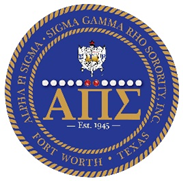 ALPHA PI SIGMA • SIGMA GAMMA RHO SORORITY, INC.
ΑΠΣ
Est. 1945
FORT WORTH • TEXAS